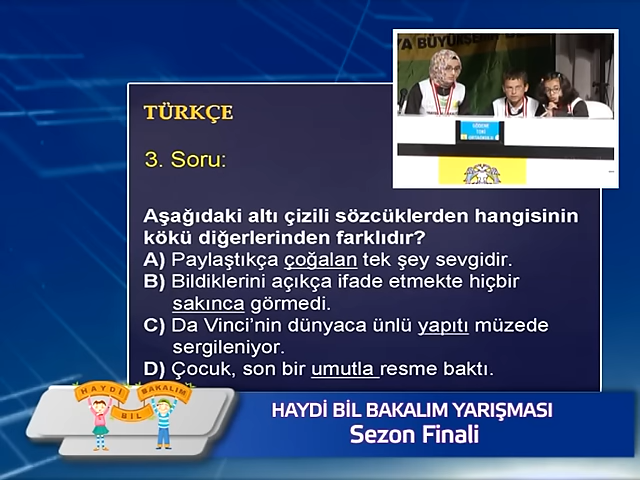 YA BÜYÜKŞEH
TÜRKÇE
3. Soru:
Aşağıdaki altı çizili sözcüklerden hangisinin
kökü diğerlerinden farklıdır?
A) Paylaştıkça çoğalan tek şey sevgidir.
B) Bildiklerini açıkça ifade etmekte hiçbir
sakınca görmedi.
C) Da Vinci’nin dünyaca ünlü yapıtı müzede
sergileniyor.
D) Çocuk, son bir umutla resme baktı.
HAYDİ
BİL
BAKALIM
HAYDİ BİL BAKALIM YARIŞMASI
Sezon Finali